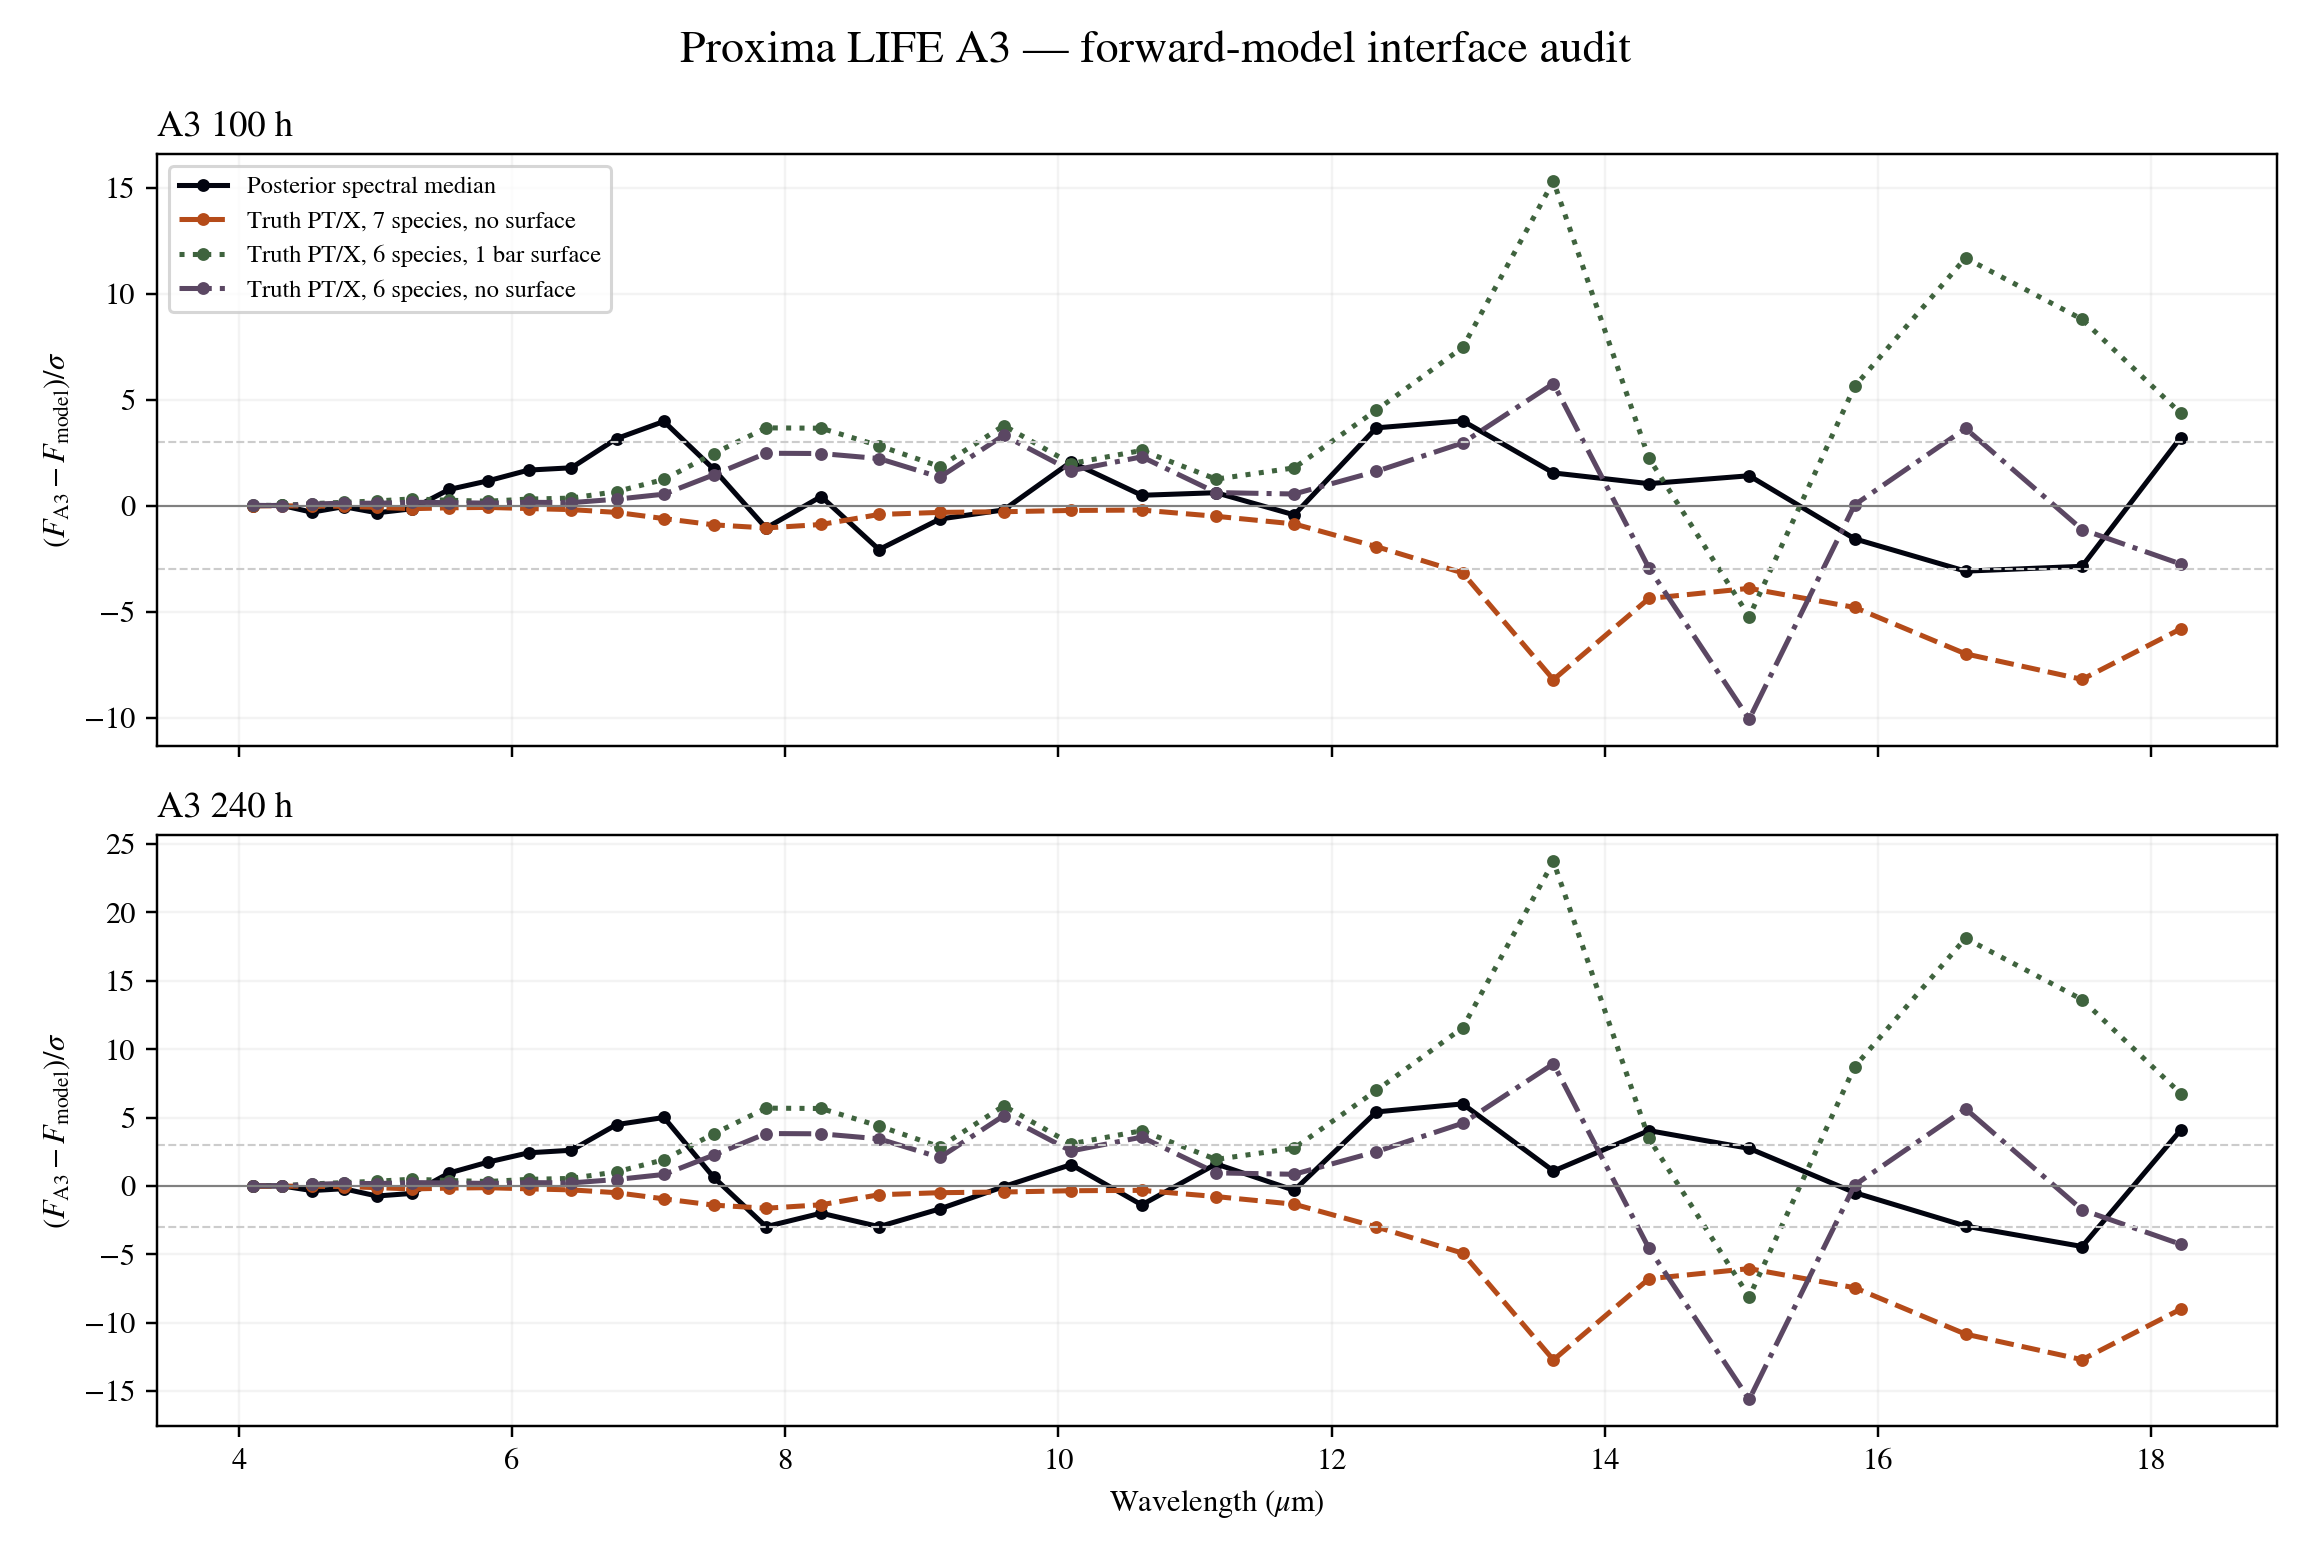 Proxima LIFE A3 — forward-model interface audit
A3 100 h
Posterior spectral median
Truth PT/X, 7 species, no surface
Truth PT/X, 6 species, 1 bar surface
Truth PT/X, 6 species, no surface
15
10
5
0
−5
−10
(F_A3 − F_model)/σ
A3 240 h
25
20
15
10
5
0
−5
−10
−15
(F_A3 − F_model)/σ
4 6 8 10 12 14 16 18
Wavelength (μm)